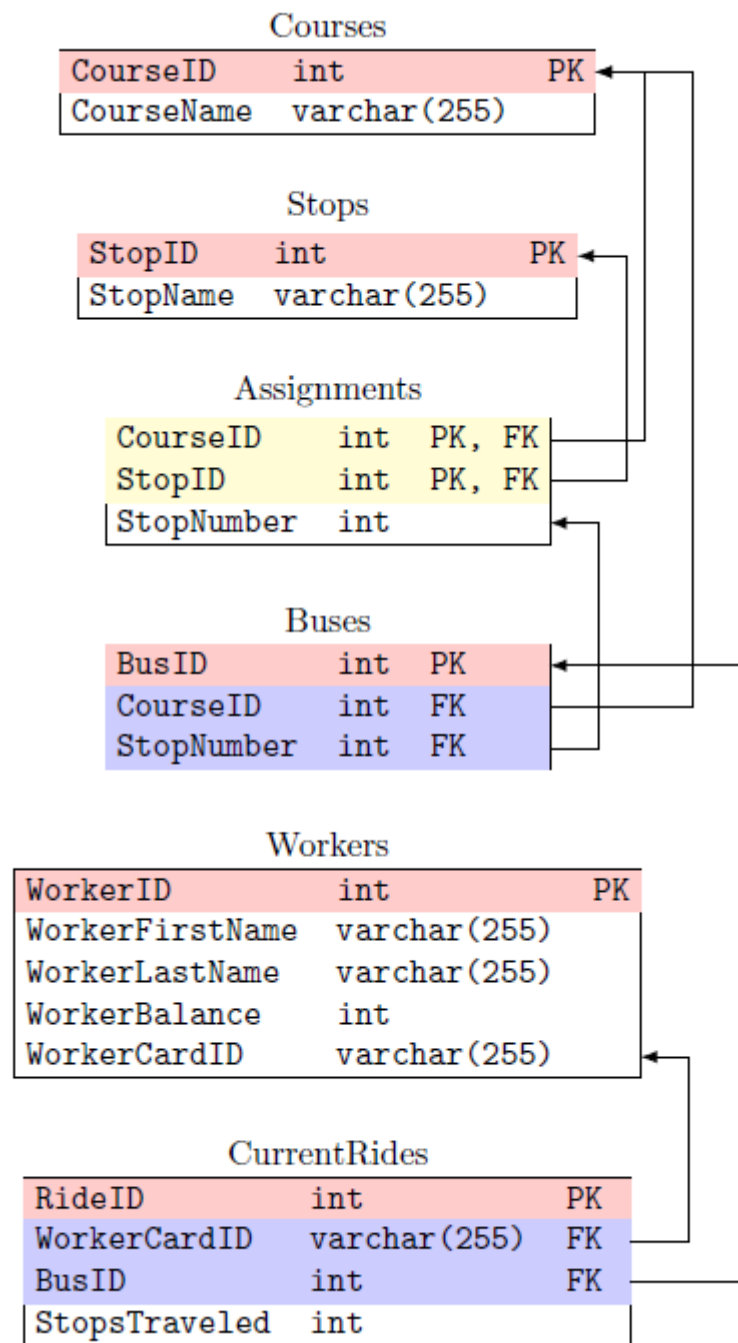 Courses
CourseID int PK
CourseName varchar(255)
Stops
StopID int PK
StopName varchar(255)
Assignments
CourseID int PK, FK
StopID int PK, FK
StopNumber int
Buses
BusID int PK
CourseID int FK
StopNumber int FK
Workers
WorkerID int PK
WorkerFirstName varchar(255)
WorkerLastName varchar(255)
WorkerBalance int
WorkerCardID varchar(255)
CurrentRides
RideID int PK
WorkerCardID varchar(255) FK
BusID int FK
StopsTraveled int